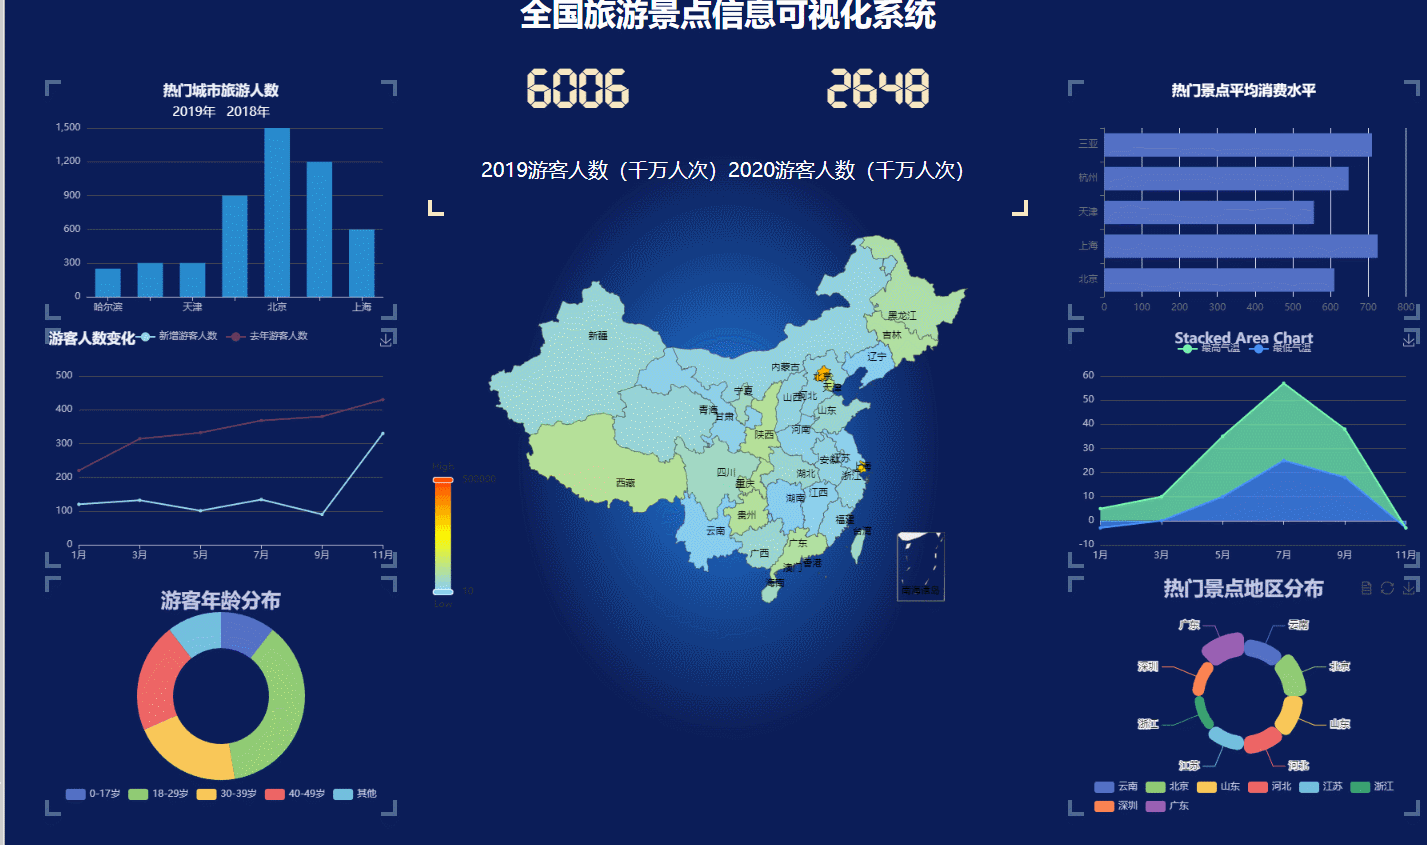 全国旅游景点信息可视化系统
6006
2648
2019游客人数（千万人次）
2020游客人数（千万人次）
热门城市旅游人数
2019年 2018年
1,500
1,200
900
600
300
0
哈尔滨 天津 北京 上海
游客人数变化
新增游客人数 去年游客人数
500
400
300
200
100
0
1月 3月 5月 7月 9月 11月
游客年龄分布
0-17岁 18-29岁 30-39岁 40-49岁 其他
新疆
西藏
青海
甘肃
宁夏
内蒙古
黑龙江
吉林
辽宁
北京
天津
山西
河北
山东
陕西
河南
四川
重庆
湖北
安徽
江苏
上海
浙江
湖南
江西
贵州
云南
福建
台湾
广西
广东
澳门
香港
海南
南海诸岛
High
500000
10
Low
热门景点平均消费水平
三亚
杭州
天津
上海
北京
0 100 200 300 400 500 600 700 800
Stacked Area Chart
最高气温 最低气温
60
50
40
30
20
10
0
-10
1月 3月 5月 7月 9月 11月
热门景点地区分布
广东
云南
深圳
北京
浙江
山东
江苏
河北
云南 北京 山东 河北 江苏 浙江
深圳 广东